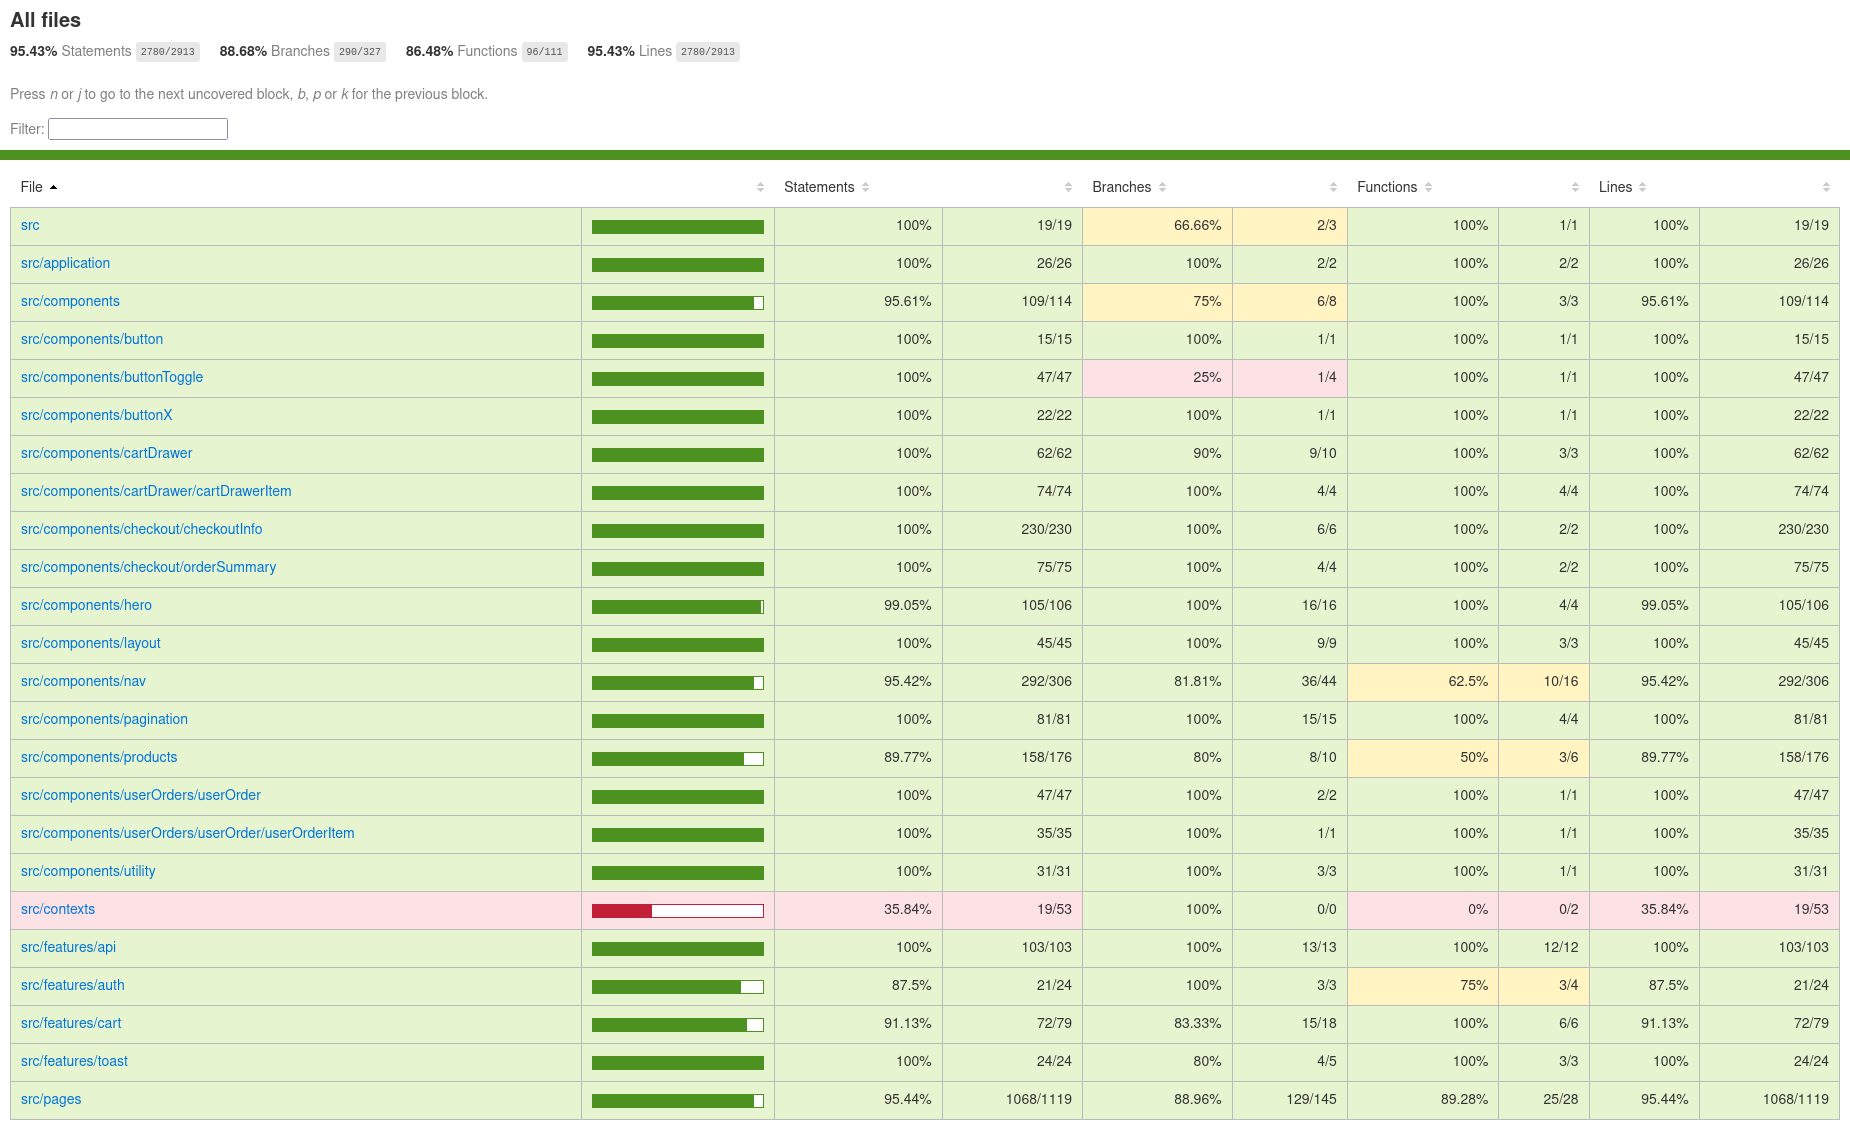 All files
95.43% Statements 2780/2913 88.68% Branches 290/327 86.48% Functions 96/111 95.43% Lines 2780/2913
Press n or j to go to the next uncovered block, b, p or k for the previous block.
Filter:
File Statements Branches Functions Lines
src 100% 19/19 66.66% 2/3 100% 1/1 100% 19/19
src/application 100% 26/26 100% 2/2 100% 2/2 100% 26/26
src/components 95.61% 109/114 75% 6/8 100% 3/3 95.61% 109/114
src/components/button 100% 15/15 100% 1/1 100% 1/1 100% 15/15
src/components/buttonToggle 100% 47/47 25% 1/4 100% 1/1 100% 47/47
src/components/buttonX 100% 22/22 100% 1/1 100% 1/1 100% 22/22
src/components/cartDrawer 100% 62/62 90% 9/10 100% 3/3 100% 62/62
src/components/cartDrawer/cartDrawerItem 100% 74/74 100% 4/4 100% 4/4 100% 74/74
src/components/checkout/checkoutInfo 100% 230/230 100% 6/6 100% 2/2 100% 230/230
src/components/checkout/orderSummary 100% 75/75 100% 4/4 100% 2/2 100% 75/75
src/components/hero 99.05% 105/106 100% 16/16 100% 4/4 99.05% 105/106
src/components/layout 100% 45/45 100% 9/9 100% 3/3 100% 45/45
src/components/nav 95.42% 292/306 81.81% 36/44 62.5% 10/16 95.42% 292/306
src/components/pagination 100% 81/81 100% 15/15 100% 4/4 100% 81/81
src/components/products 89.77% 158/176 80% 8/10 50% 3/6 89.77% 158/176
src/components/userOrders/userOrder 100% 47/47 100% 2/2 100% 1/1 100% 47/47
src/components/userOrders/userOrder/userOrderItem 100% 35/35 100% 1/1 100% 1/1 100% 35/35
src/components/utility 100% 31/31 100% 3/3 100% 1/1 100% 31/31
src/contexts 35.84% 19/53 100% 0/0 0% 0/2 35.84% 19/53
src/features/api 100% 103/103 100% 13/13 100% 12/12 100% 103/103
src/features/auth 87.5% 21/24 100% 3/3 75% 3/4 87.5% 21/24
src/features/cart 91.13% 72/79 83.33% 15/18 100% 6/6 91.13% 72/79
src/features/toast 100% 24/24 80% 4/5 100% 3/3 100% 24/24
src/pages 95.44% 1068/1119 88.96% 129/145 89.28% 25/28 95.44% 1068/1119